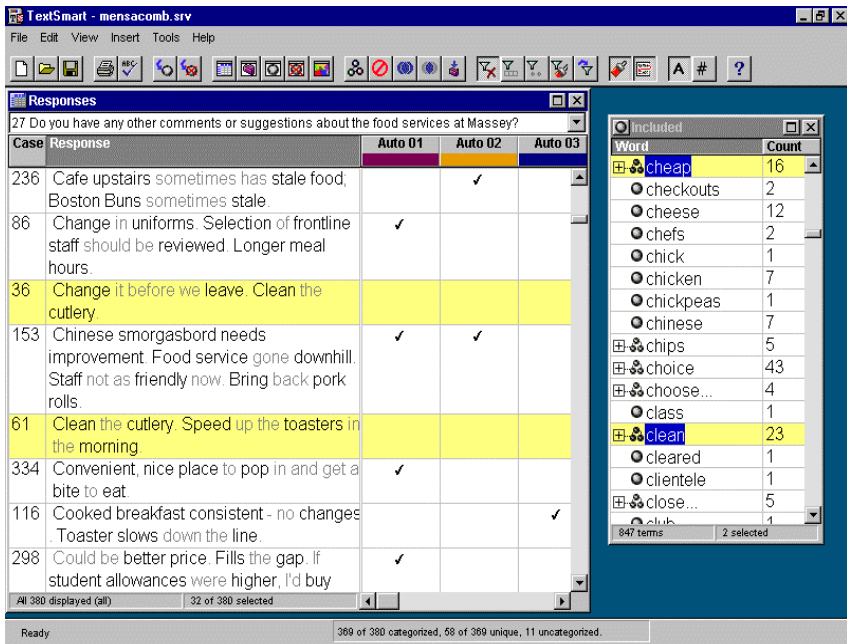 TextSmart - mensacomb.srv
File Edit View Insert Tools Help
ABC A # ?
Responses
27 Do you have any other comments or suggestions about the food services at Massey?
Case Response Auto 01 Auto 02 Auto 03
236 Cafe upstairs sometimes has stale food; ✓
Boston Buns sometimes stale.
86 Change in uniforms. Selection of frontline ✓
staff should be reviewed. Longer meal
hours.
36 Change it before we leave. Clean the
cutlery.
153 Chinese smorgasbord needs ✓ ✓
improvement. Food service gone downhill.
Staff not as friendly now. Bring back pork
rolls.
61 Clean the cutlery. Speed up the toasters in
the morning.
334 Convenient, nice place to pop in and get a ✓
bite to eat.
116 Cooked breakfast consistent - no changes ✓
. Toaster slows down the line.
298 Could be better price. Fills the gap. If ✓
student allowances were higher, I'd buy
All 380 displayed (all) 32 of 380 selected
Included
Word Count
cheap 16
checkouts 2
cheese 12
chefs 2
chick 1
chicken 7
chickpeas 1
chinese 7
chips 5
choice 43
choose... 4
class 1
clean 23
cleared 1
clientele 1
close... 5
club 1
847 terms 2 selected
Ready 369 of 380 categorized, 58 of 369 unique, 11 uncategorized.